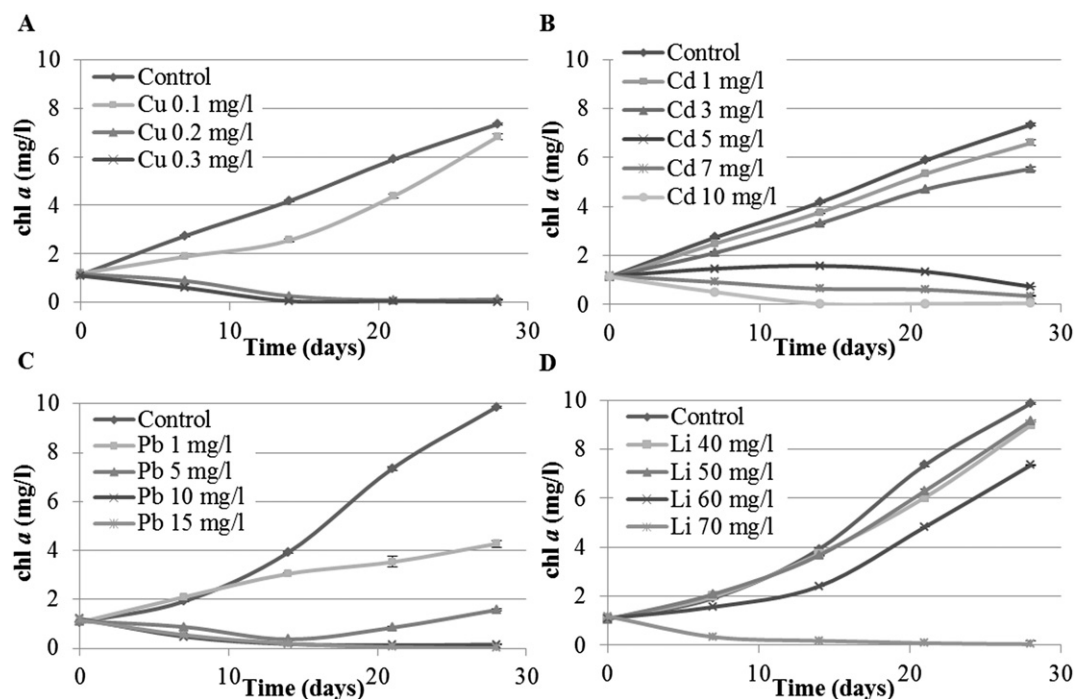 A
10
8
6
4
2
0
chl a (mg/l)
Control
Cu 0.1 mg/l
Cu 0.2 mg/l
Cu 0.3 mg/l
0 10 20 30
Time (days)
B
10
8
6
4
2
0
chl a (mg/l)
Control
Cd 1 mg/l
Cd 3 mg/l
Cd 5 mg/l
Cd 7 mg/l
Cd 10 mg/l
0 10 20 30
Time (days)
C
10
8
6
4
2
0
chl a (mg/l)
Control
Pb 1 mg/l
Pb 5 mg/l
Pb 10 mg/l
Pb 15 mg/l
0 10 20 30
Time (days)
D
10
8
6
4
2
0
chl a (mg/l)
Control
Li 40 mg/l
Li 50 mg/l
Li 60 mg/l
Li 70 mg/l
0 10 20 30
Time (days)